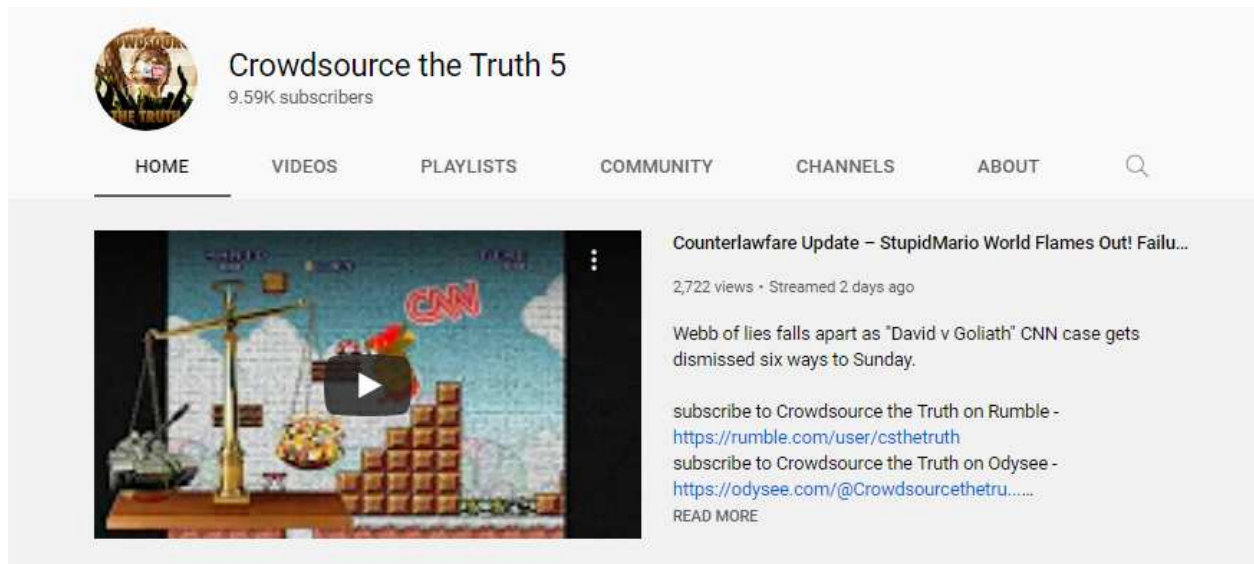 Crowdsource the Truth 5
9.59K subscribers
HOME VIDEOS PLAYLISTS COMMUNITY CHANNELS ABOUT
THE TRUTH
CNN
Counterlawfare Update – StupidMario World Flames Out! Failu...
2,722 views • Streamed 2 days ago
Webb of lies falls apart as "David v Goliath" CNN case gets
dismissed six ways to Sunday.
subscribe to Crowdsource the Truth on Rumble -
https://rumble.com/user/csthetruth
subscribe to Crowdsource the Truth on Odysee -
https://odysee.com/@Crowdsourcethetru......
READ MORE